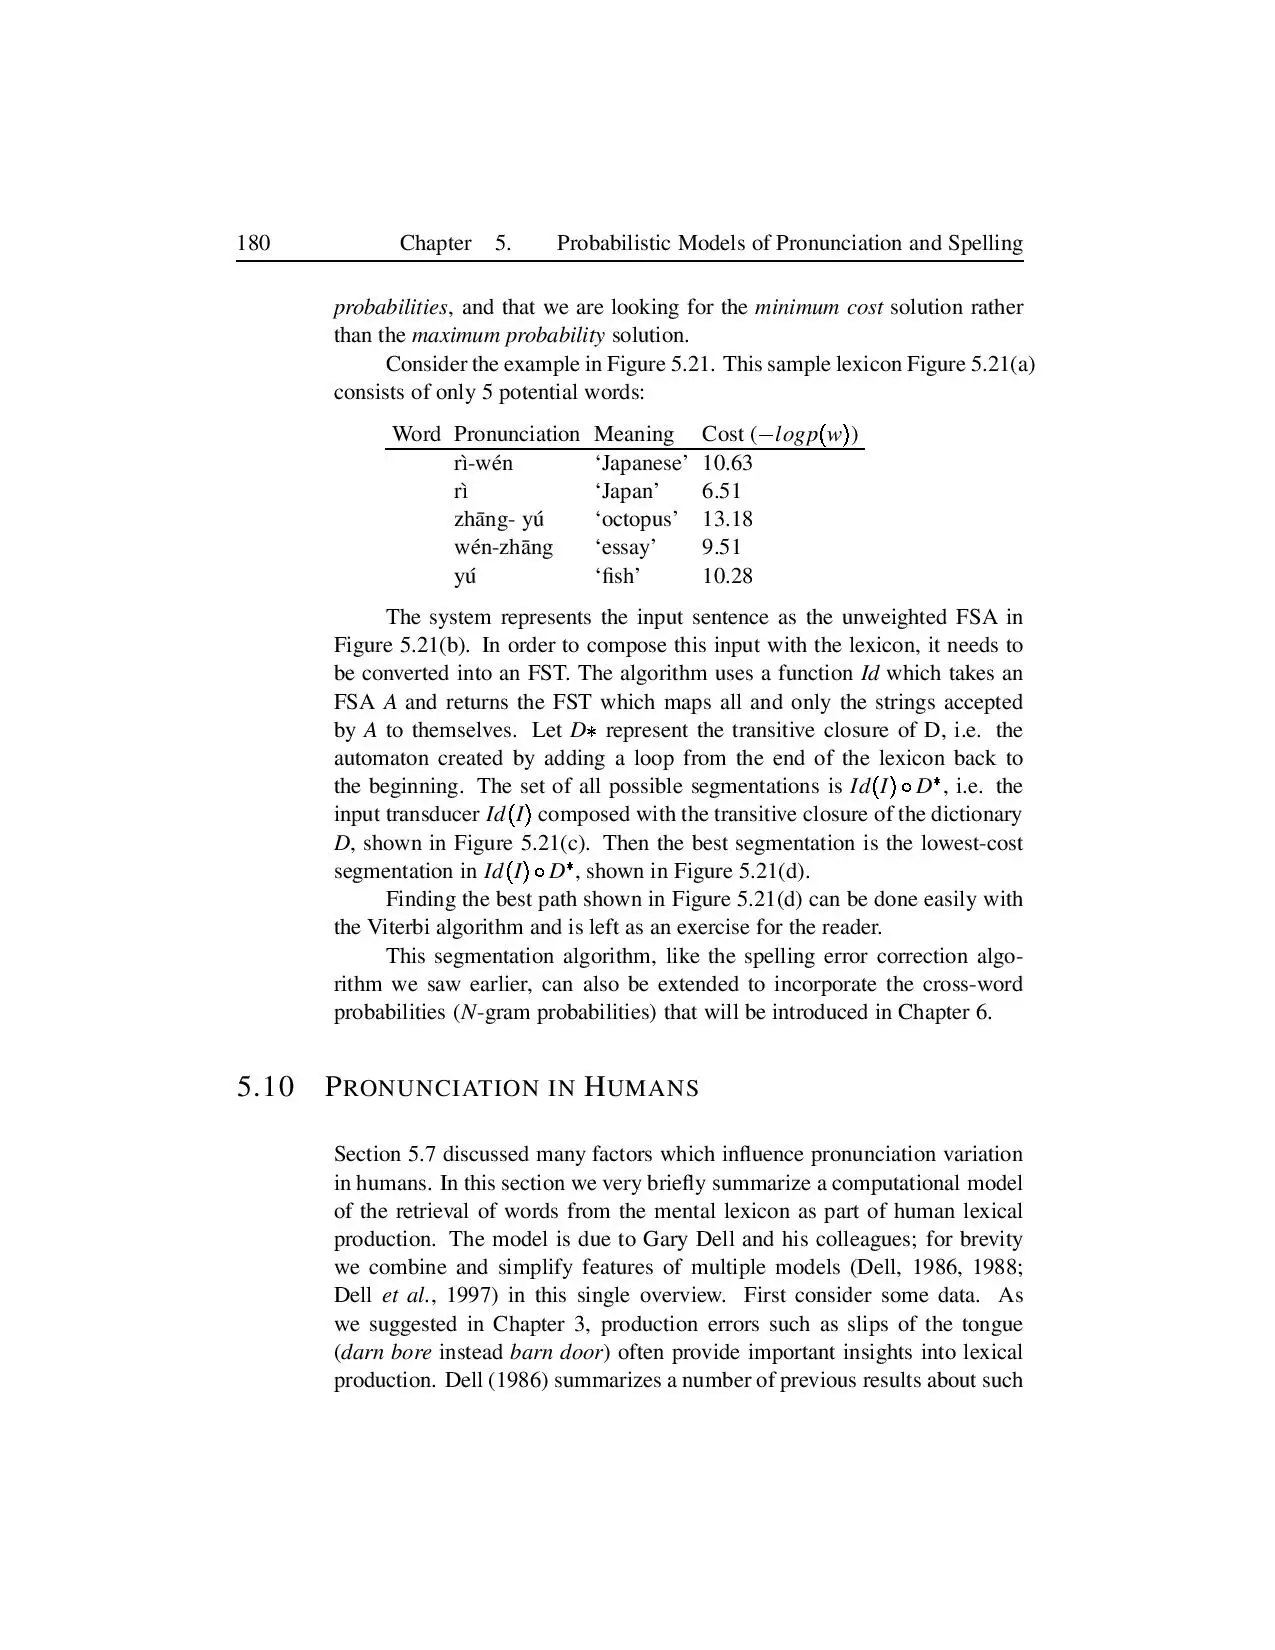 180 Chapter 5. Probabilistic Models of Pronunciation and Spelling
probabilities, and that we are looking for the minimum cost solution rather
than the maximum probability solution.
Consider the example in Figure 5.21. This sample lexicon Figure 5.21(a)
consists of only 5 potential words:
Word Pronunciation Meaning Cost (−logp(w))
rì-wén ‘Japanese’ 10.63
rì ‘Japan’ 6.51
zhāng- yú ‘octopus’ 13.18
wén-zhāng ‘essay’ 9.51
yú ‘fish’ 10.28
The system represents the input sentence as the unweighted FSA in
Figure 5.21(b). In order to compose this input with the lexicon, it needs to
be converted into an FST. The algorithm uses a function Id which takes an
FSA A and returns the FST which maps all and only the strings accepted
by A to themselves. Let D* represent the transitive closure of D, i.e. the
automaton created by adding a loop from the end of the lexicon back to
the beginning. The set of all possible segmentations is Id(I) ∘ D*, i.e. the
input transducer Id(I) composed with the transitive closure of the dictionary
D, shown in Figure 5.21(c). Then the best segmentation is the lowest-cost
segmentation in Id(I) ∘ D*, shown in Figure 5.21(d).
Finding the best path shown in Figure 5.21(d) can be done easily with
the Viterbi algorithm and is left as an exercise for the reader.
This segmentation algorithm, like the spelling error correction algo-
rithm we saw earlier, can also be extended to incorporate the cross-word
probabilities (N-gram probabilities) that will be introduced in Chapter 6.
5.10 PRONUNCIATION IN HUMANS
Section 5.7 discussed many factors which influence pronunciation variation
in humans. In this section we very briefly summarize a computational model
of the retrieval of words from the mental lexicon as part of human lexical
production. The model is due to Gary Dell and his colleagues; for brevity
we combine and simplify features of multiple models (Dell, 1986, 1988;
Dell et al., 1997) in this single overview. First consider some data. As
we suggested in Chapter 3, production errors such as slips of the tongue
(darn bore instead barn door) often provide important insights into lexical
production. Dell (1986) summarizes a number of previous results about such